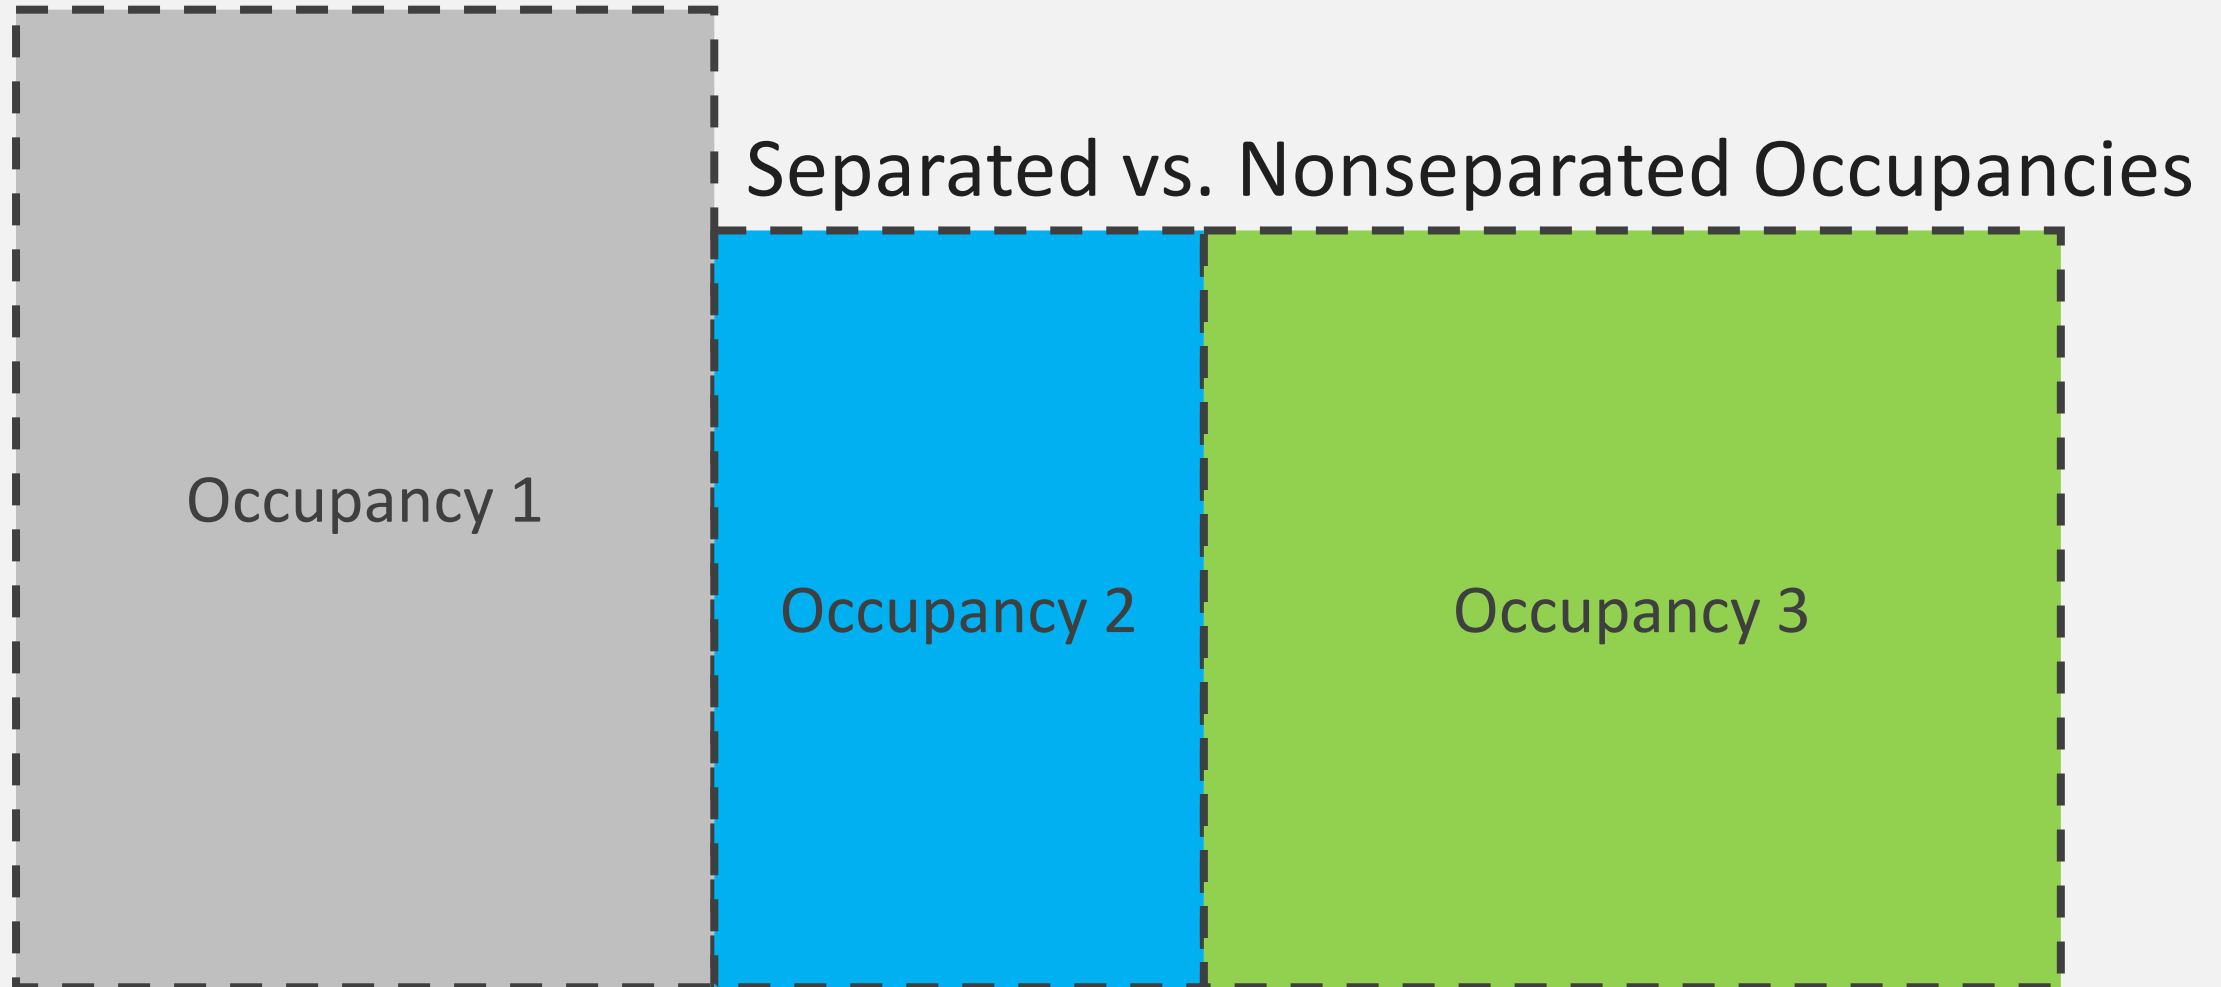 Separated vs. Nonseparated Occupancies
Occupancy 1
Occupancy 2
Occupancy 3